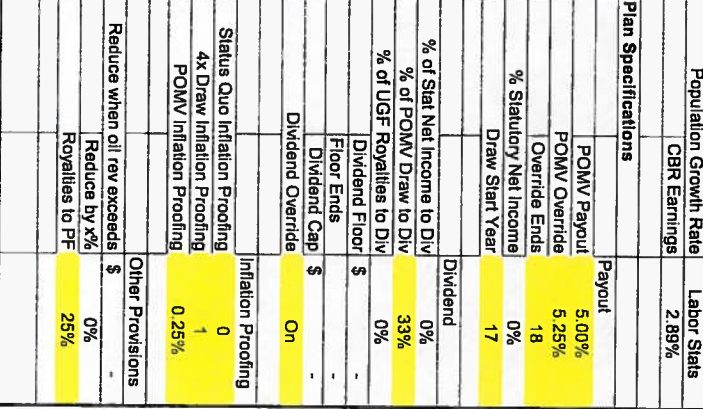 Population Growth Rate Labor Stats
CBR Earnings 2.89%
Plan Specifications
Payout
POMV Payout 5.00%
POMV Override 5.25%
Override Ends 18
% Statutory Net Income 0%
Draw Start Year 17
Dividend
% of Stat Net Income to Div 0%
% of POMV Draw to Div 33%
% of UGF Royalties to Div 0%
Dividend Floor $ -
Floor Ends -
Dividend Cap $ -
Dividend Override On
Inflation Proofing
Status Quo Inflation Proofing 0
4x Draw Inflation Proofing 1
POMV Inflation Proofing 0.25%
Other Provisions
Reduce when oil rev exceeds $ -
Reduce by x% 0%
Royalties to PF 25%